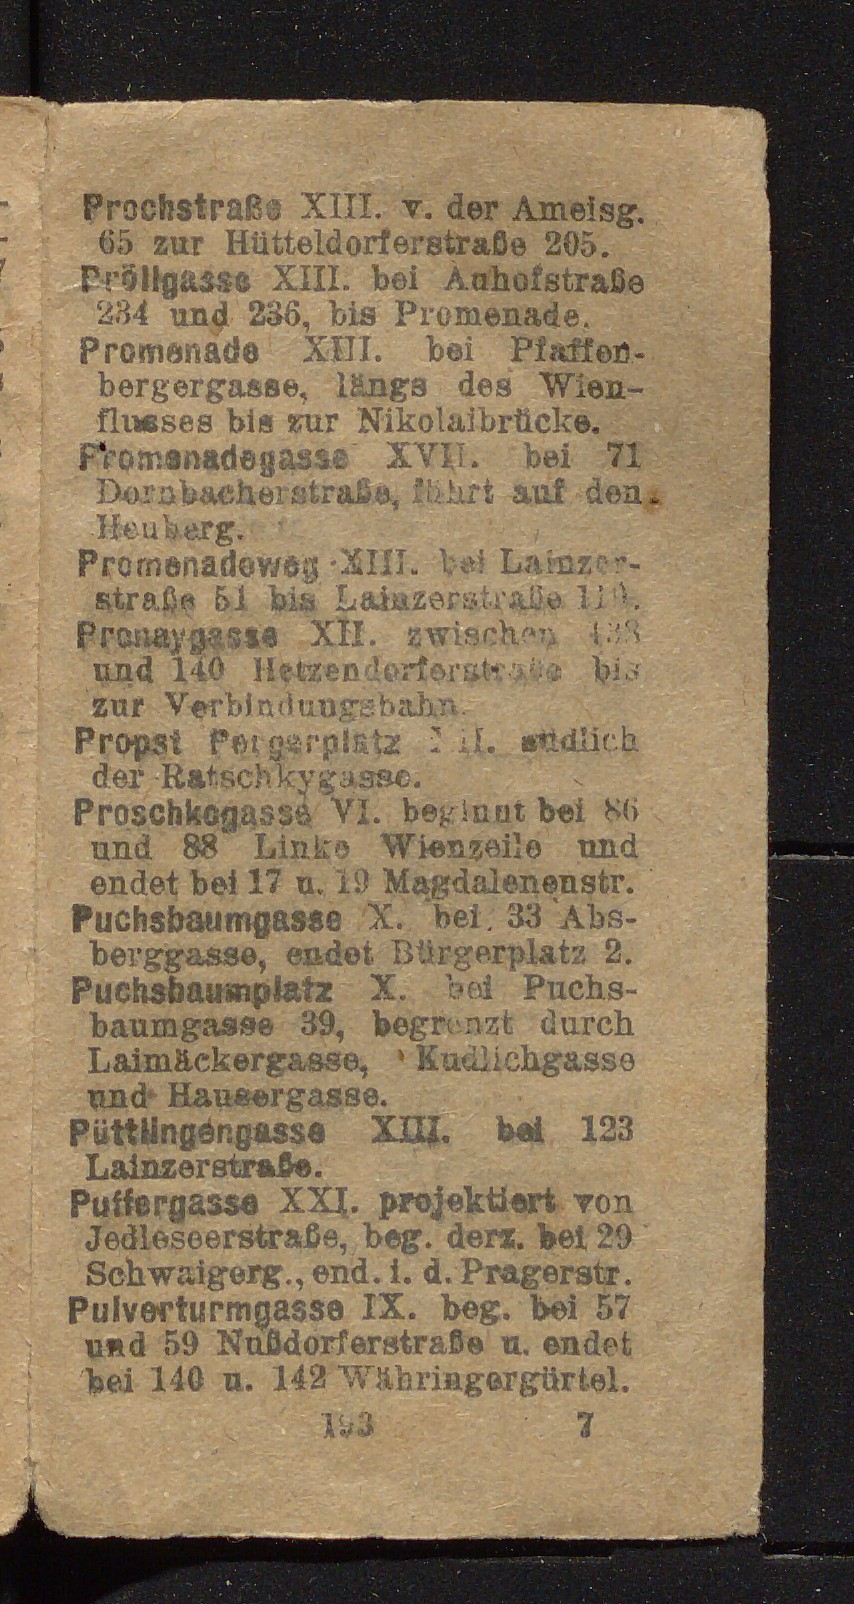 Prochstraße XIII. v. der Ameisg.
65 zur Hütteldorferstraße 205.
Pröllgasse XIII. bei Auhofstraße
234 und 236, bis Promenade.
Promenade XIII. bei Pfaffen-
bergergasse, längs des Wien-
flusses bis zur Nikolaibrücke.
Promenadegasse XVII. bei 71
Dornbacherstraße, führt auf den
Heuberg.
Promenadeweg XIII. bei Lainzer-
straße 51 bis Lainzerstraße
Pronaygasse XII. zwischen 138
und 140 Hetzendorferstraße bis
zur Verbindungsbahn.
Propst Pergerplatz XII. südlich
der Ratschkygasse.
Proschkogasse VI. beginnt bei 86
und 88 Linke Wienzeile und
endet bei 17 u. 19 Magdalenenstr.
Puchsbaumgasse X. bei 33 Abs-
berggasse, endet Bürgerplatz 2.
Puchsbaumplatz X. bei Puchs-
baumgasse 39, begrenzt durch
Laimäckergasse, Kudlichgasse
und Hausergasse.
Püttlingengasse XIII. bei 123
Lainzerstraße.
Puffergasse XXI. projektiert von
Jedleseerstraße, beg. derz. bei 29
Schwaigerg., end. i. d. Pragerstr.
Pulverturmgasse IX. beg. bei 57
und 59 Nußdorferstraße u. endet
bei 140 u. 142 Währingergürtel.
193 7